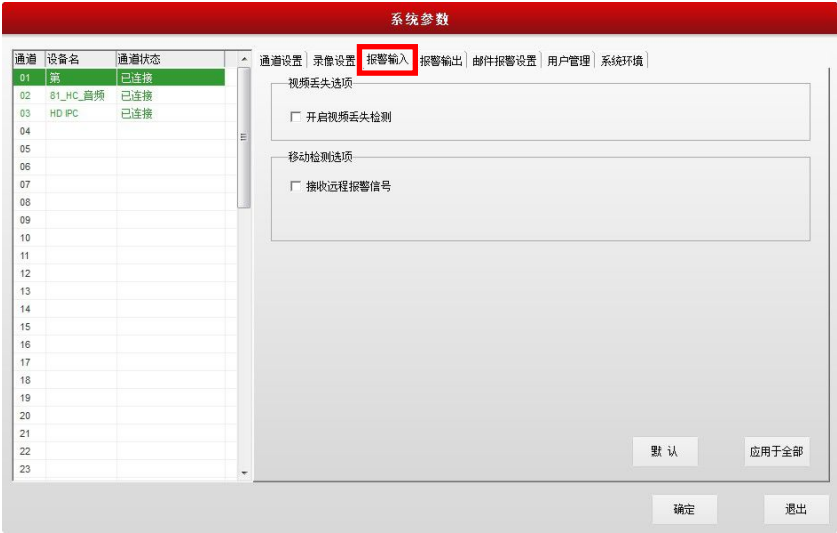 系统参数
通道 设备名 通道状态
通道设置 录像设置 报警输入 报警输出 邮件报警设置 用户管理 系统环境
01 第 已连接
02 81_HC_音频 已连接
03 HD IPC 已连接
04
05
06
07
08
09
10
11
12
13
14
15
16
17
18
19
20
21
22
23
视频丢失选项
开启视频丢失检测
移动检测选项
接收远程报警信号
默认 应用于全部
确定 退出